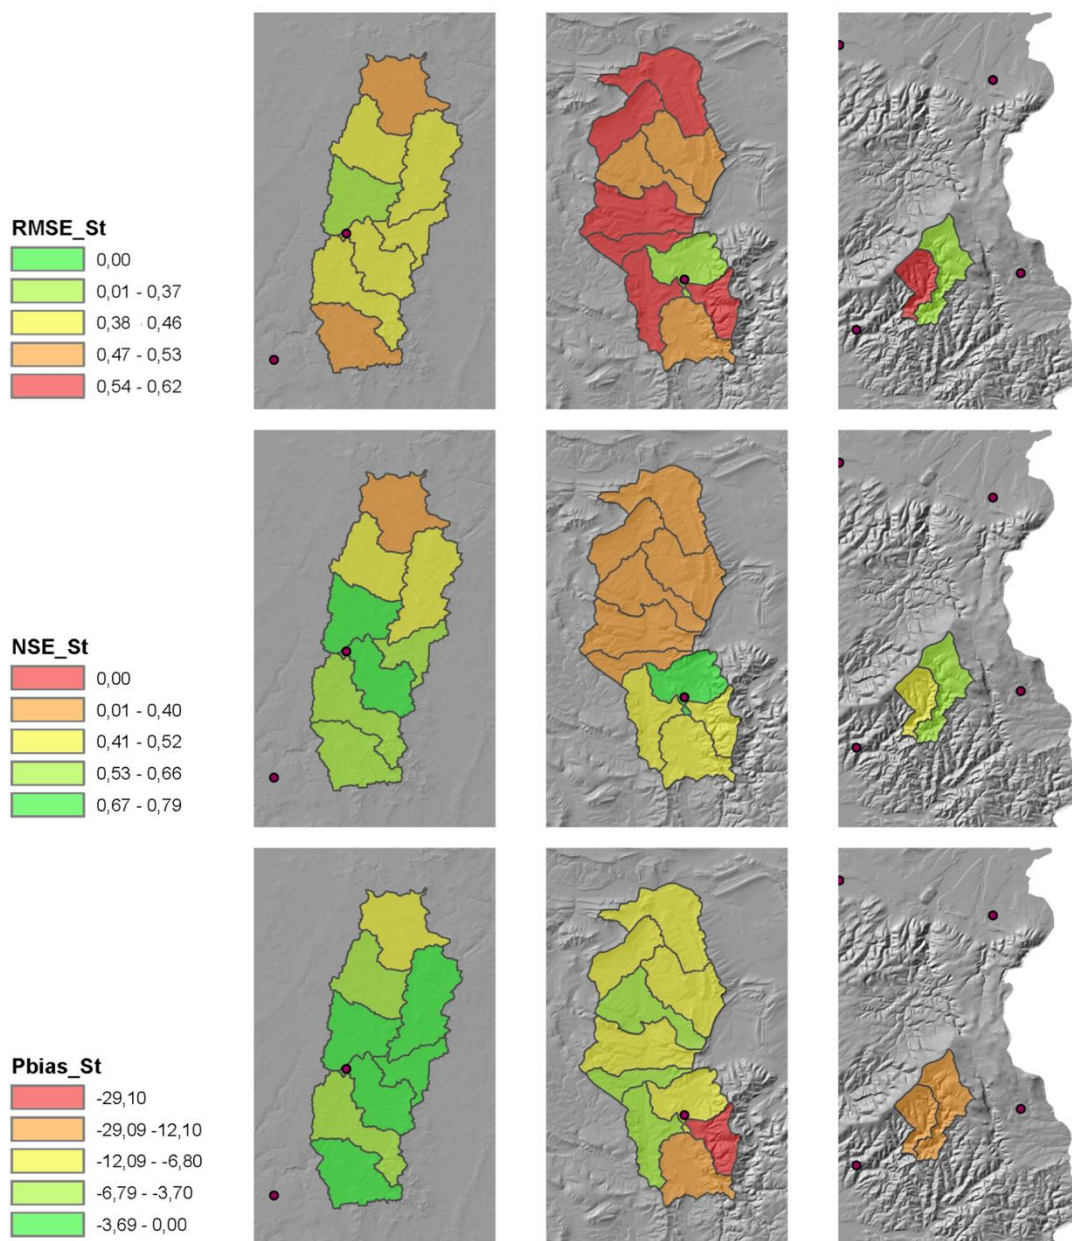 RMSE_St
0,00
0,01 - 0,37
0,38 0,46
0,47 - 0,53
0,54 - 0,62
NSE_St
0,00
0,01 - 0,40
0,41 - 0,52
0,53 - 0,66
0,67 - 0,79
Pbias_St
-29,10
-29,09 -12,10
-12,09 - -6,80
-6,79 - -3,70
-3,69 - 0,00